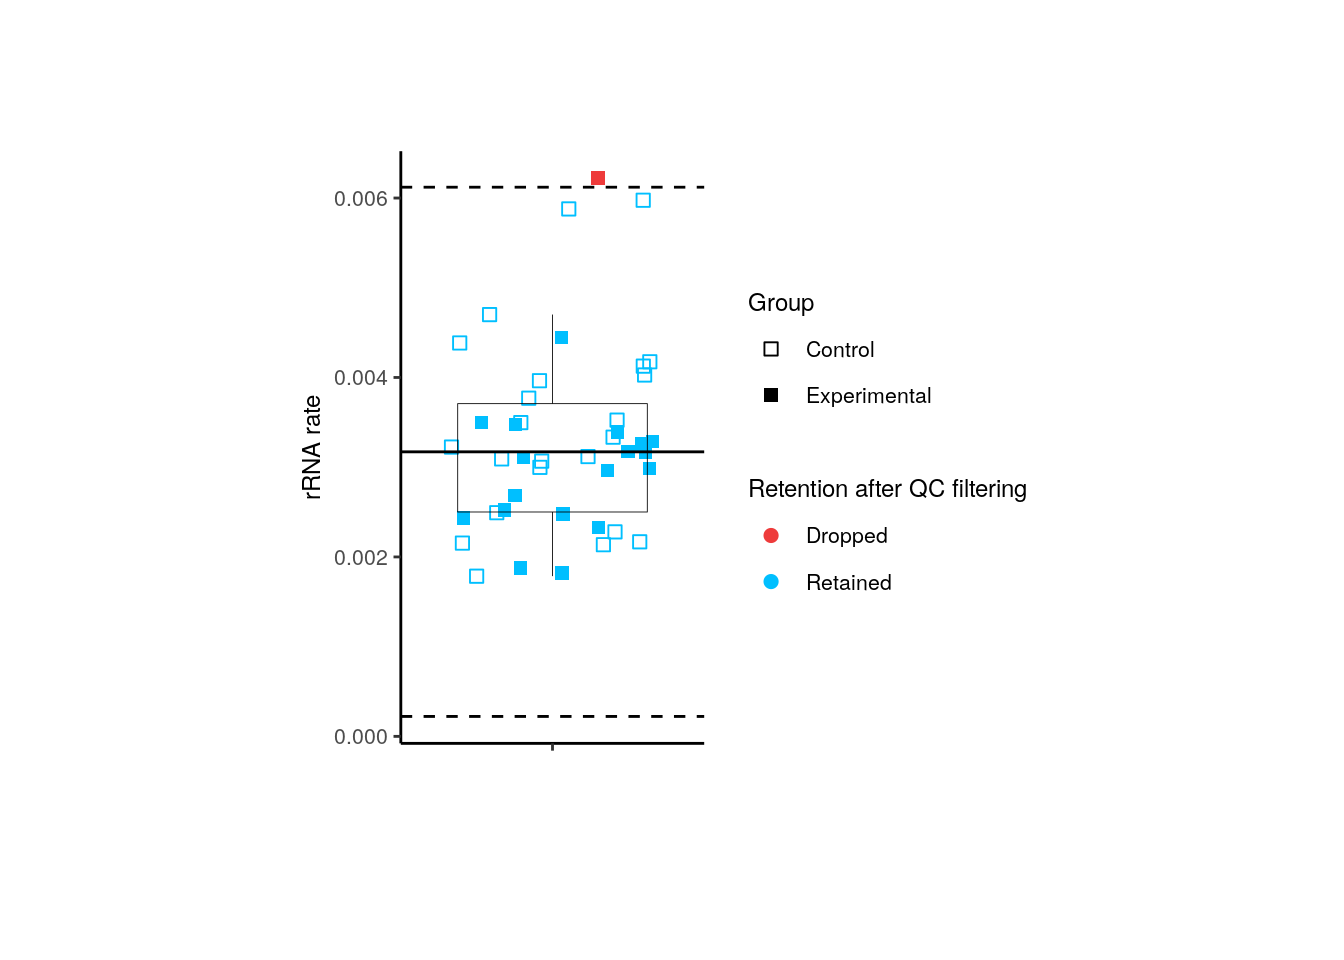 rRNA rate
0.006
0.004
0.002
0.000
Group
Control
Experimental
Retention after QC filtering
Dropped
Retained